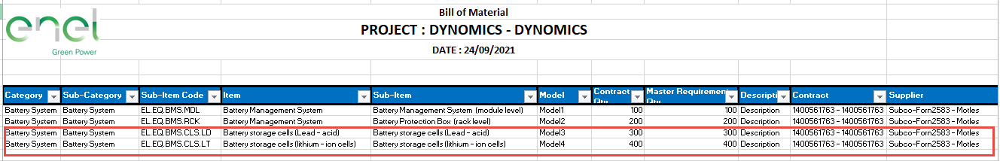 enel
Green Power
Bill of Material
PROJECT : DYNOMICS - DYNOMICS
DATE : 24/09/2021
Category Sub-Category Sub-Item Code Item Sub-Item Model Contract Qty Master Requirement Qty Descripti Contract Supplier
Battery System Battery System EL.EQ.BMS.MDL Battery Management System Battery Management System (module level) Model1 100 100 Description 1400561763 - 1400561763 Subco-Forn2583 - Motles
Battery System Battery System EL.EQ.BMS.RCK Battery Management System Battery Protection Box (rack level) Model2 200 200 Description 1400561763 - 1400561763 Subco-Forn2583 - Motles
Battery System Battery System EL.EQ.BMS.CLS.LD Battery storage cells (Lead - acid) Battery storage cells (Lead - acid) Model3 300 300 Description 1400561763 - 1400561763 Subco-Forn2583 - Motles
Battery System Battery System EL.EQ.BMS.CLS.LT Battery storage cells (lithium - ion cells) Battery storage cells (lithium - ion cells) Model4 400 400 Description 1400561763 - 1400561763 Subco-Forn2583 - Motles